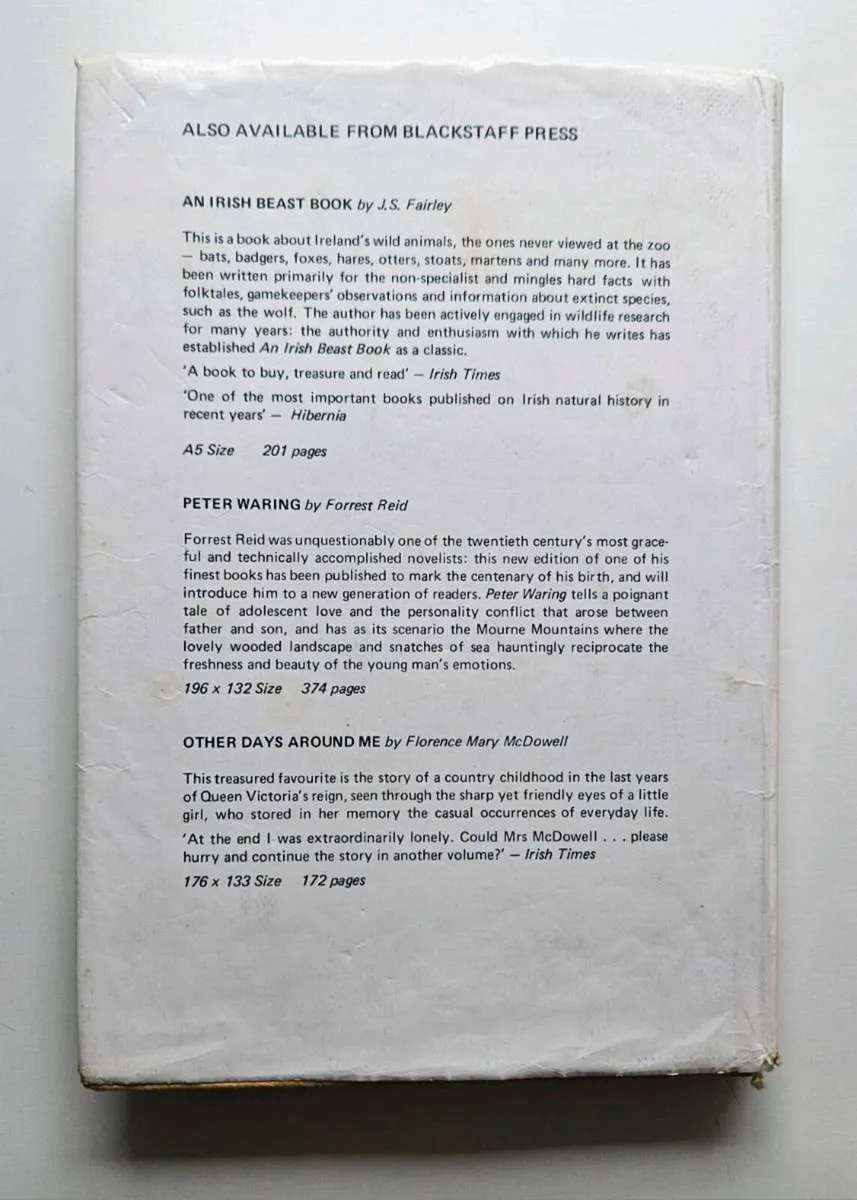 ALSO AVAILABLE FROM BLACKSTAFF PRESS
AN IRISH BEAST BOOK by J.S. Fairley
This is a book about Ireland's wild animals, the ones never viewed at the zoo
— bats, badgers, foxes, hares, otters, stoats, martens and many more. It has
been written primarily for the non-specialist and mingles hard facts with
folktales, gamekeepers' observations and information about extinct species,
such as the wolf. The author has been actively engaged in wildlife research
for many years: the authority and enthusiasm with which he writes has
established An Irish Beast Book as a classic.
'A book to buy, treasure and read' — Irish Times
'One of the most important books published on Irish natural history in
recent years' — Hibernia
A5 Size 201 pages
PETER WARING by Forrest Reid
Forrest Reid was unquestionably one of the twentieth century's most grace-
ful and technically accomplished novelists: this new edition of one of his
finest books has been published to mark the centenary of his birth, and will
introduce him to a new generation of readers. Peter Waring tells a poignant
tale of adolescent love and the personality conflict that arose between
father and son, and has as its scenario the Mourne Mountains where the
lovely wooded landscape and snatches of sea hauntingly reciprocate the
freshness and beauty of the young man's emotions.
196 x 132 Size 374 pages
OTHER DAYS AROUND ME by Florence Mary McDowell
This treasured favourite is the story of a country childhood in the last years
of Queen Victoria's reign, seen through the sharp yet friendly eyes of a little
girl, who stored in her memory the casual occurrences of everyday life.
'At the end I was extraordinarily lonely. Could Mrs McDowell . . . please
hurry and continue the story in another volume?' — Irish Times
176 x 133 Size 172 pages